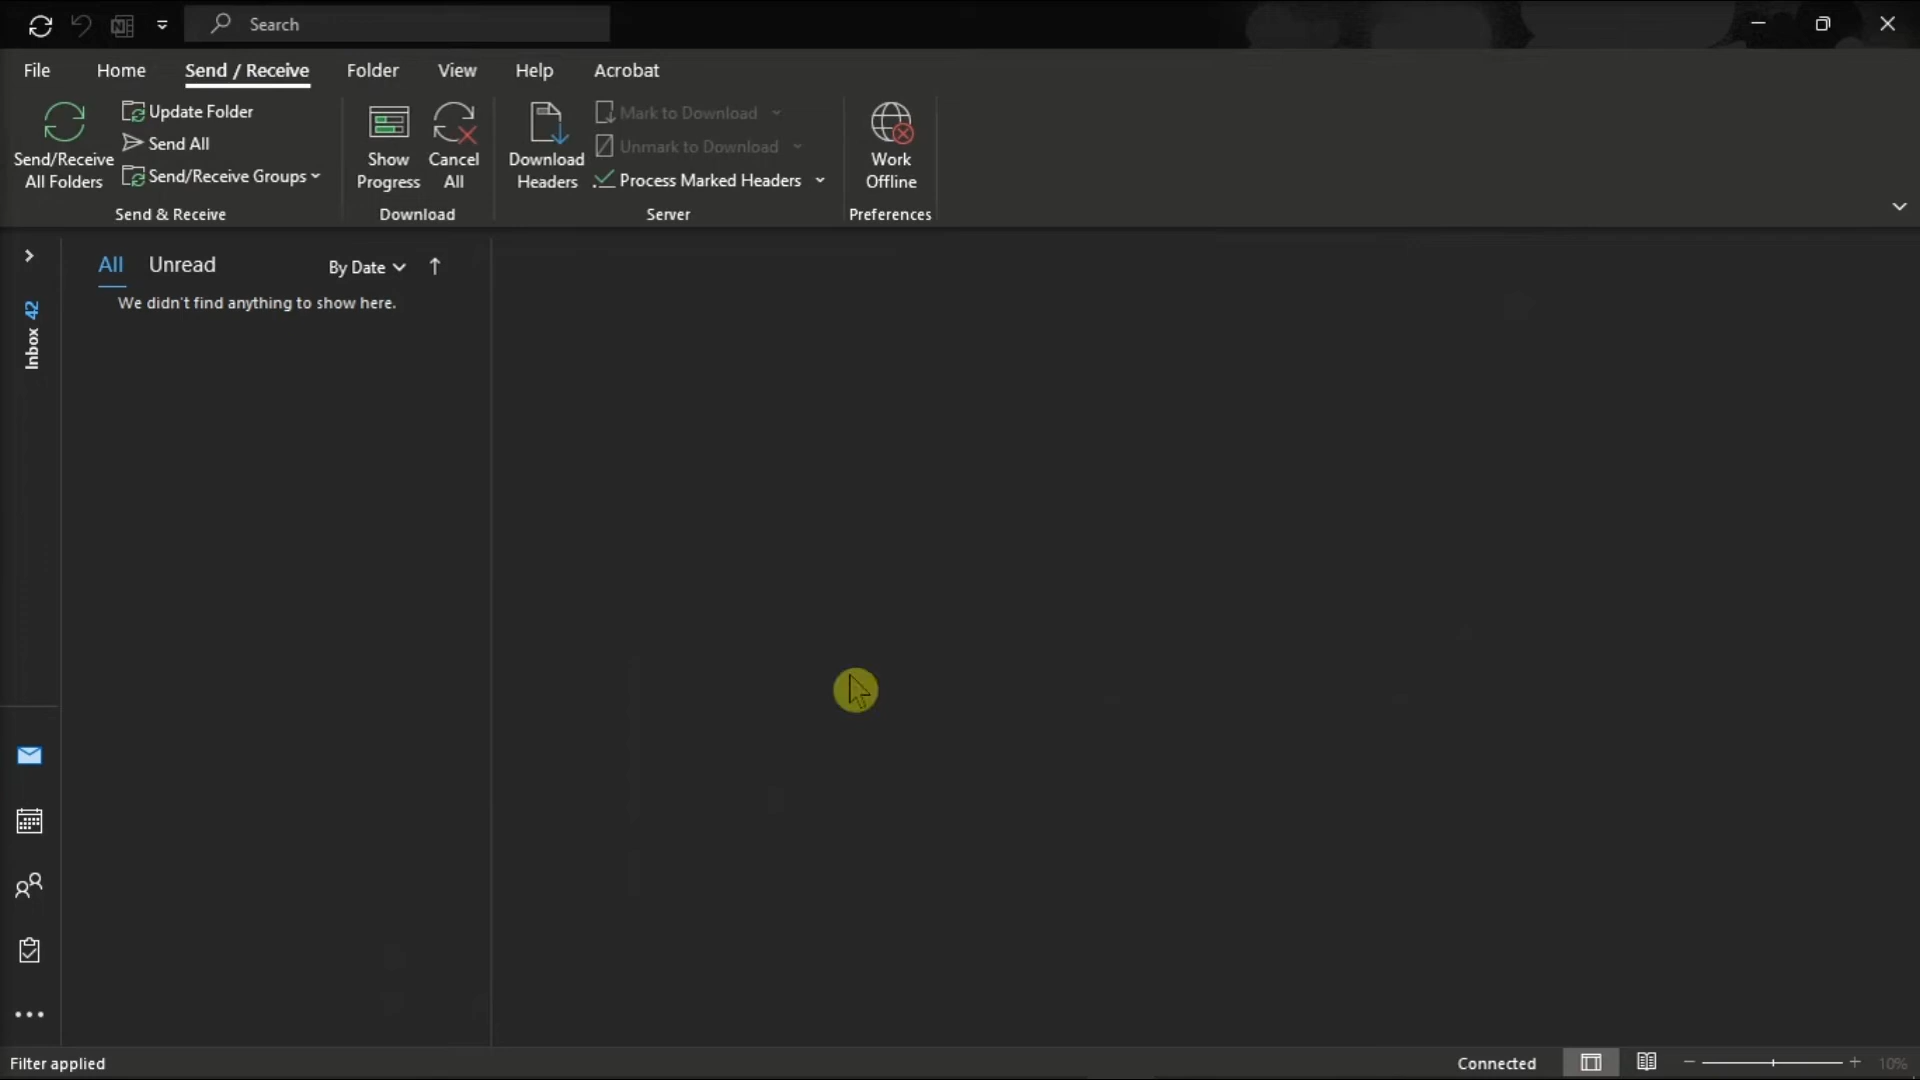 Search
File Home Send / Receive Folder View Help Acrobat
Send/Receive All Folders
Update Folder
Send All
Send/Receive Groups
Send & Receive
Show Progress
Cancel All
Download
Download Headers
Mark to Download
Unmark to Download
Process Marked Headers
Server
Work Offline
Preferences
All Unread By Date
We didn't find anything to show here.
Inbox 42
Filter applied
Connected
10%